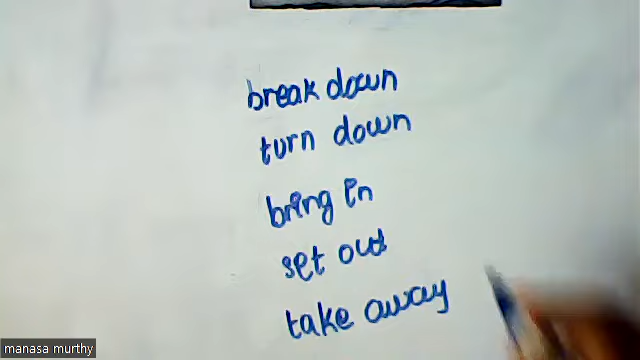 break down
turn down
bring in
set out
take away
manasa murthy